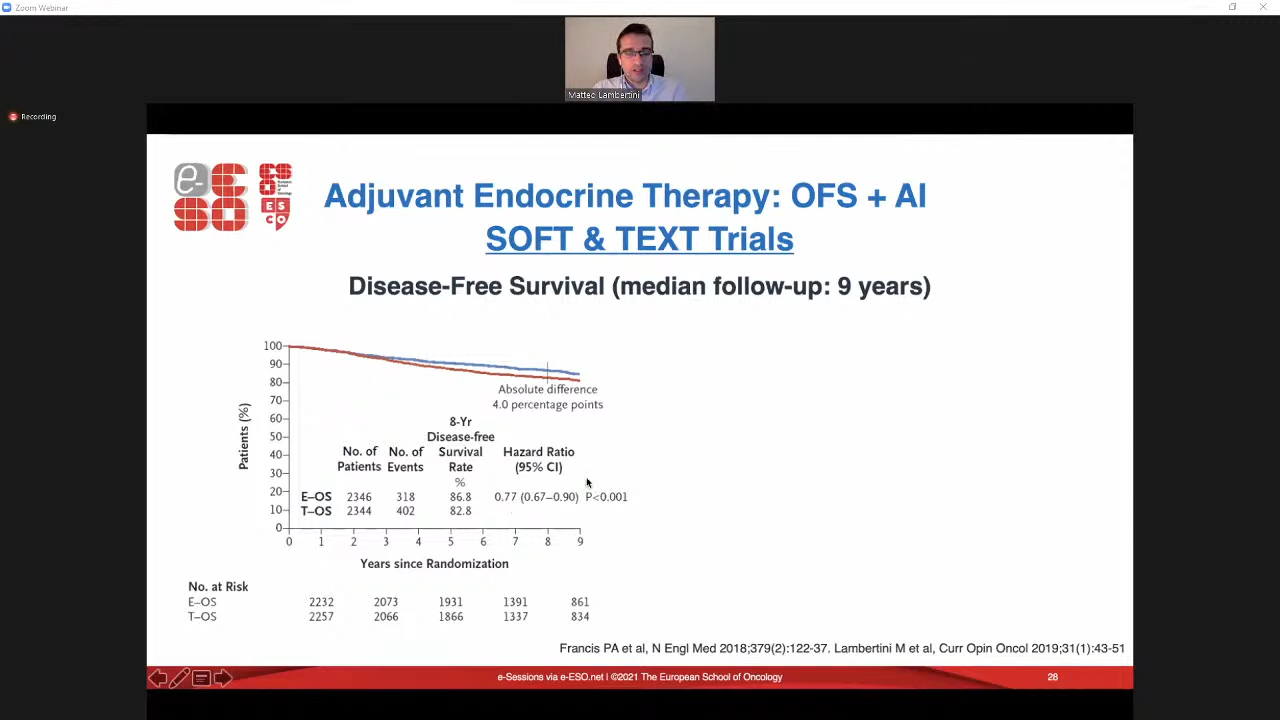 Zoom Webinar
Matteo Lambertini
Recording
e-ESO
ESO
European
School
of
Oncology
ESCO
Adjuvant Endocrine Therapy: OFS + AI
SOFT & TEXT Trials
Disease-Free Survival (median follow-up: 9 years)
100
90
80
70
60
50
40
30
20
10
0
Patients (%)
Absolute difference
4.0 percentage points
8-Yr
Disease-free
No. of No. of Survival Hazard Ratio
Patients Events Rate (95% CI)
%
E–OS 2346 318 86.8 0.77 (0.67–0.90) P<0.001
T–OS 2344 402 82.8
0 1 2 3 4 5 6 7 8 9
Years since Randomization
No. at Risk
E–OS 2232 2073 1931 1391 861
T–OS 2257 2066 1866 1337 834
Francis PA et al, N Engl Med 2018;379(2):122-37. Lambertini M et al, Curr Opin Oncol 2019;31(1):43-51
e-Sessions via e-ESO.net | ©2021 The European School of Oncology 28